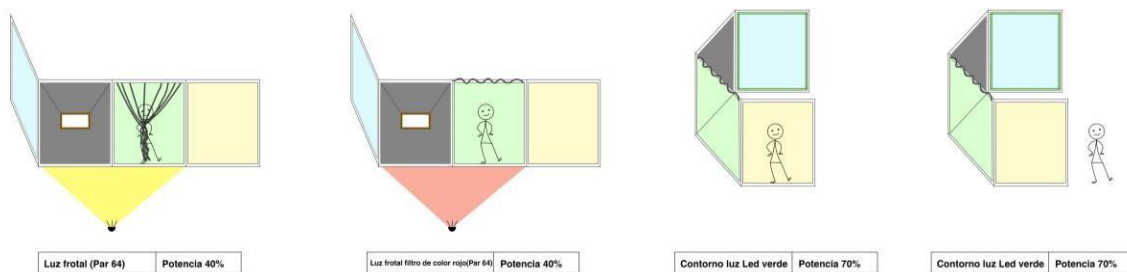 Luz frotal (Par 64) Potencia 40%
Luz frotal filtro de color rojo(Par 64) Potencia 40%
Contorno luz Led verde Potencia 70%
Contorno luz Led verde Potencia 70%